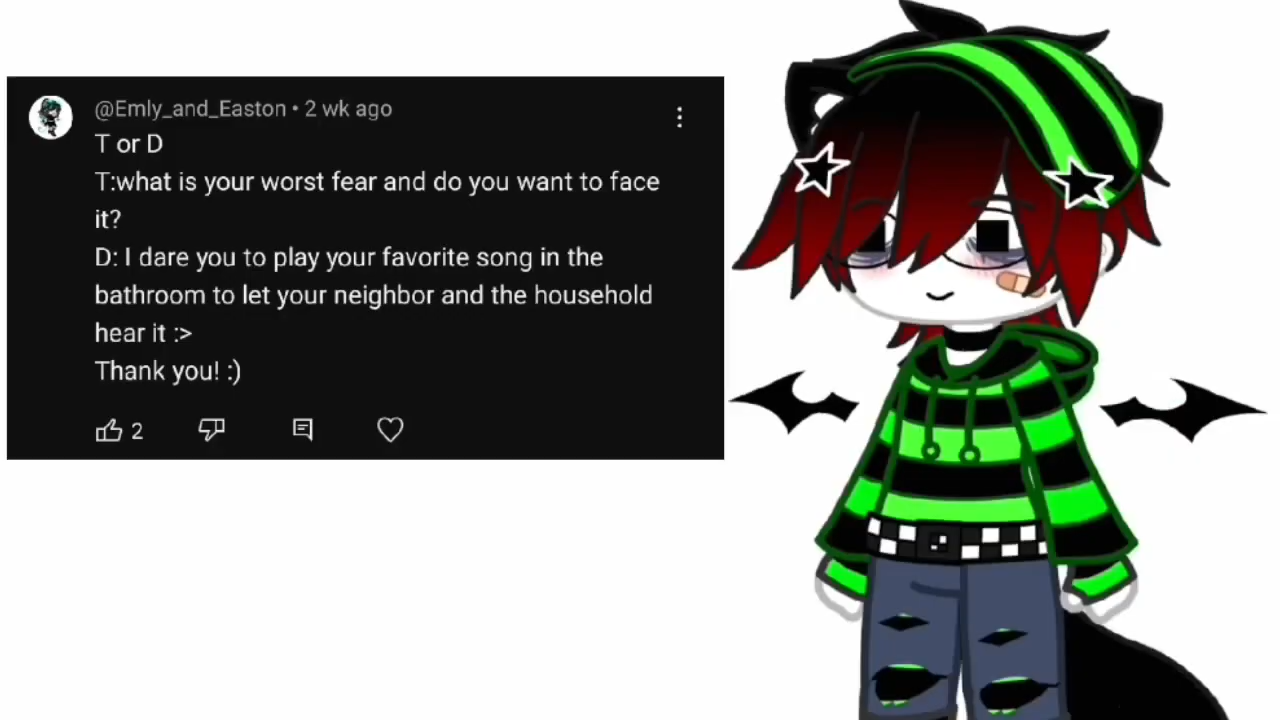 @Emly_and_Easton • 2 wk ago
T or D
T:what is your worst fear and do you want to face
it?
D: I dare you to play your favorite song in the
bathroom to let your neighbor and the household
hear it :>
Thank you! :)
2